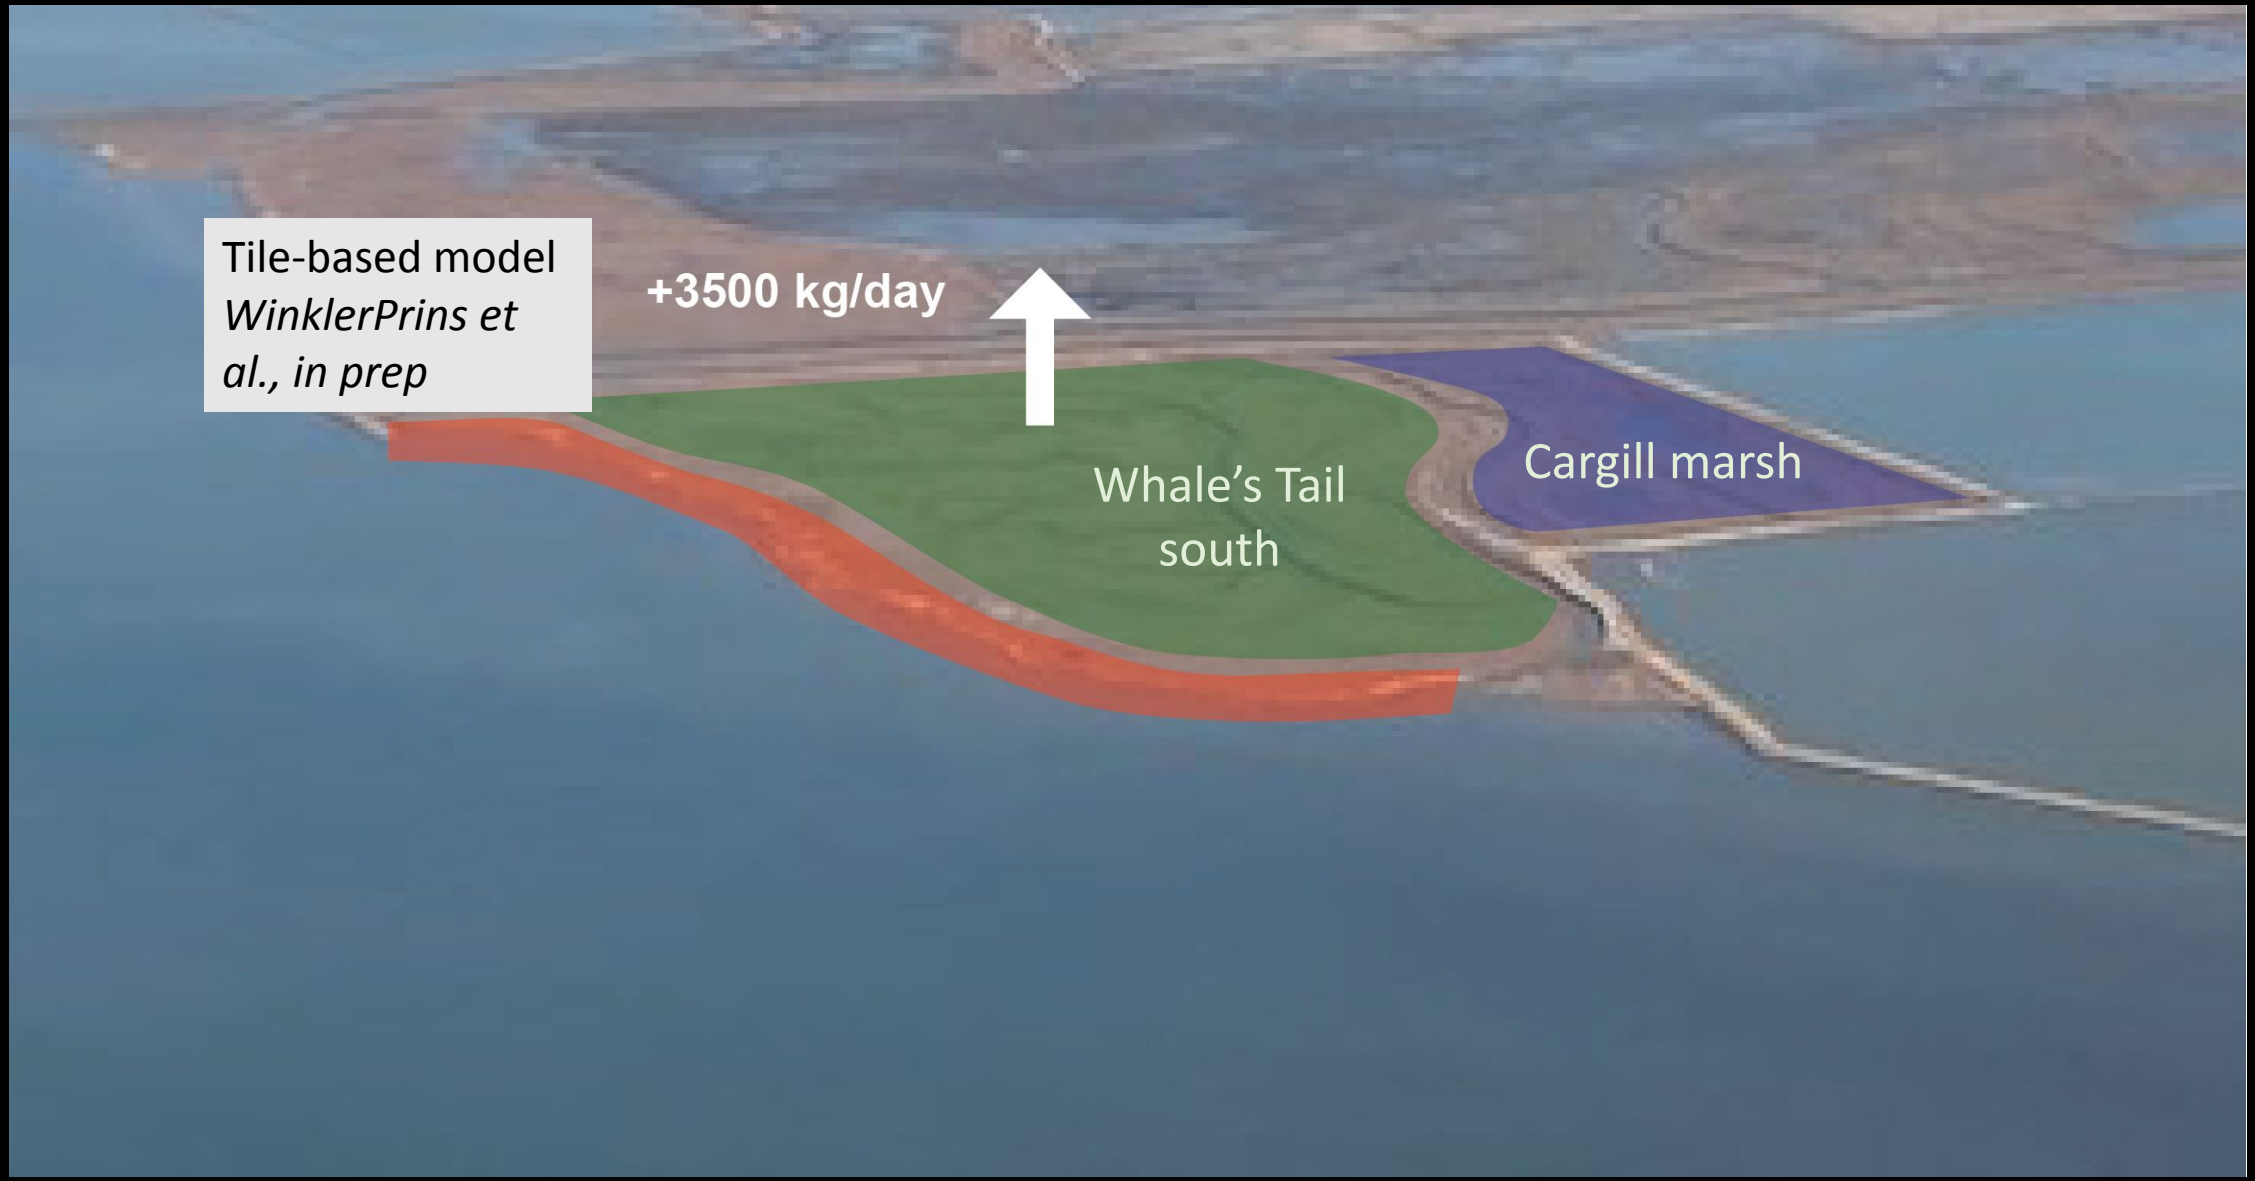 Tile-based model
WinklerPrins et
al., in prep
+3500 kg/day
Whale’s Tail
south
Cargill marsh